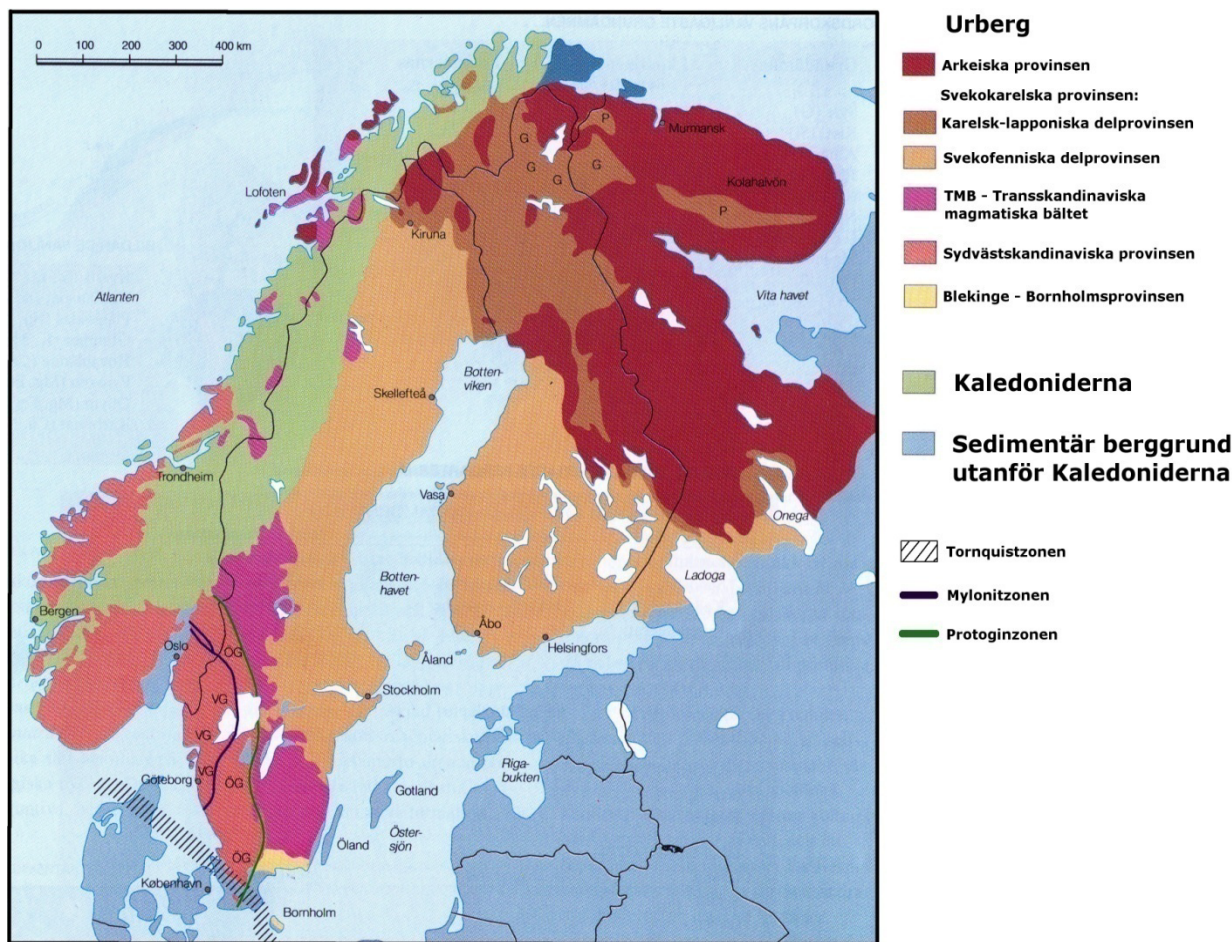 0 100 200 300 400 km
Murmansk
Kolahalvön
Lofoten
Kiruna
Atlanten
Vita havet
Skellefteå
Botten-
viken
Trondheim
Vasa
Onega
Ladoga
Botten-
havet
Bergen
Åbo
Helsingfors
Oslo
Åland
Stockholm
Göteborg
Riga-
bukten
Gotland
Öland
Öster-
sjön
København
Bornholm
G
P
G
G
G
G
P
ÖG
VG
VG
VG
ÖG
ÖG
Urberg
Arkeiska provinsen
Svekokarelska provinsen:
Karelsk-lapponiska delprovinsen
Svekofenniska delprovinsen
TMB - Transskandinaviska
magmatiska bältet
Sydvästskandinaviska provinsen
Blekinge - Bornholmsprovinsen
Kaledoniderna
Sedimentär berggrund
utanför Kaledoniderna
Tornquistzonen
Mylonitzonen
Protoginzonen